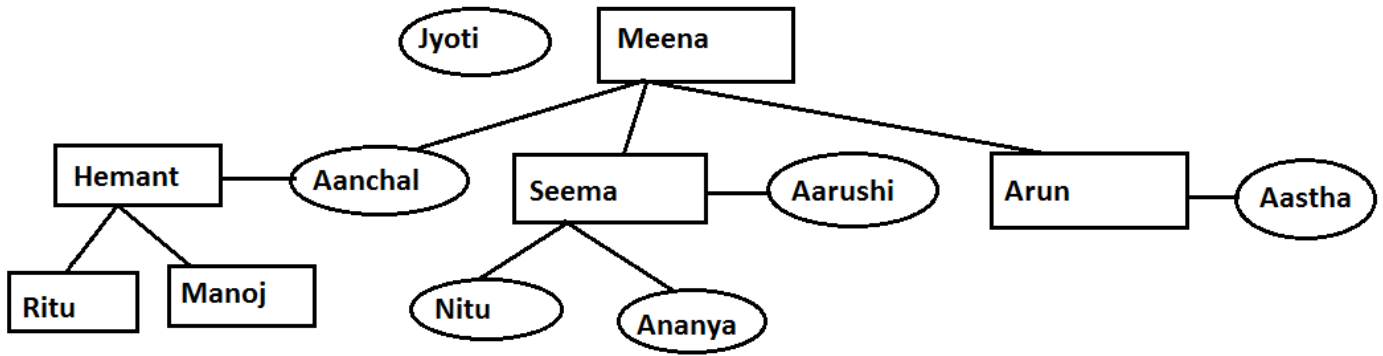 Jyoti
Meena
Hemant
Aanchal
Seema
Aarushi
Arun
Aastha
Ritu
Manoj
Nitu
Ananya